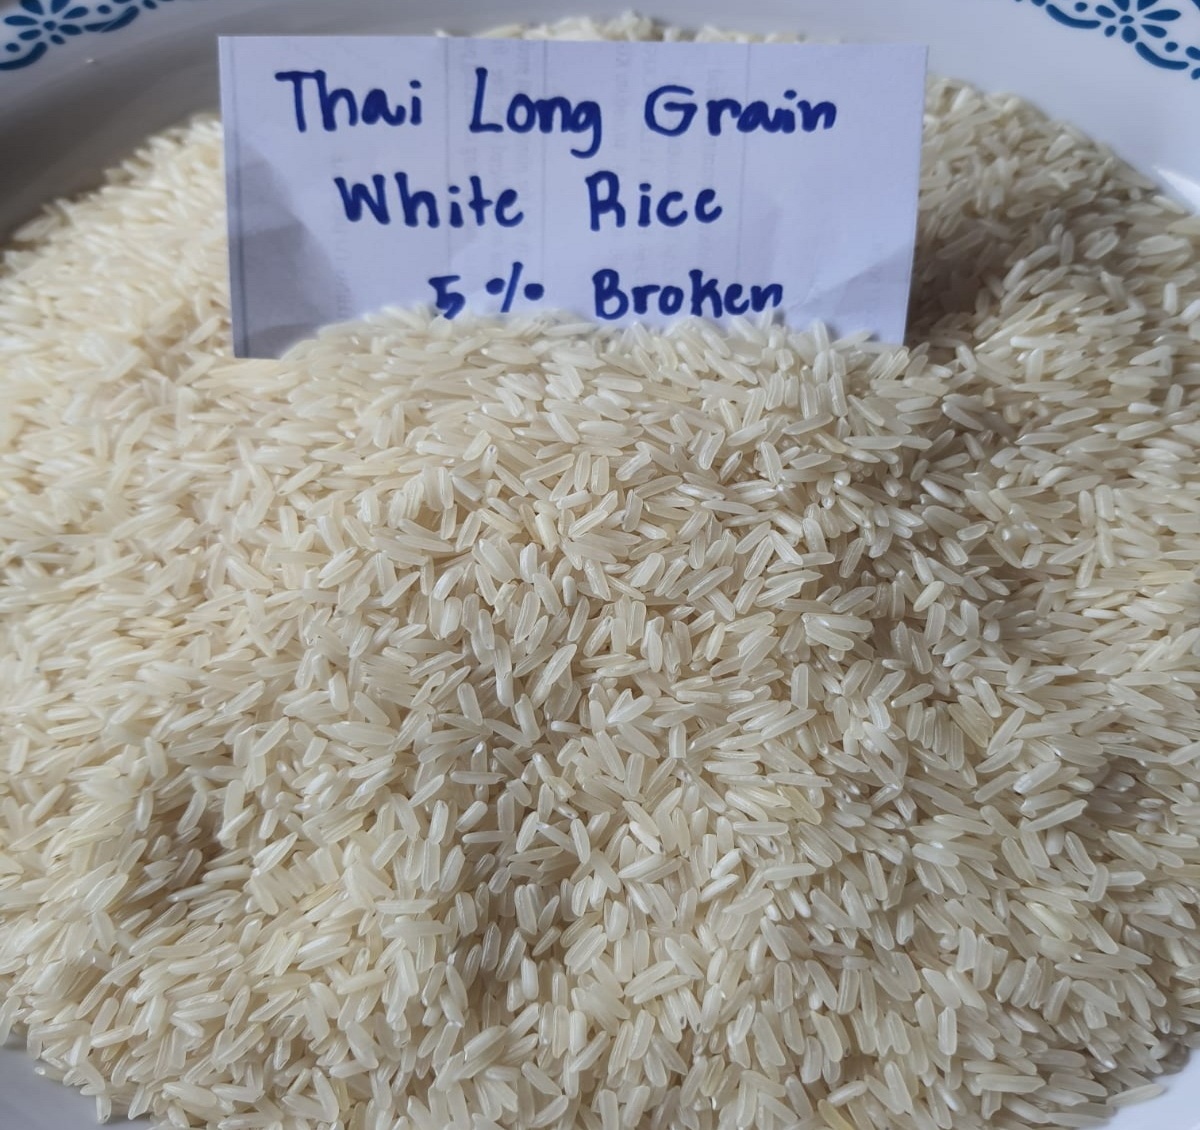 Thai Long Grain
White Rice
5% Broken